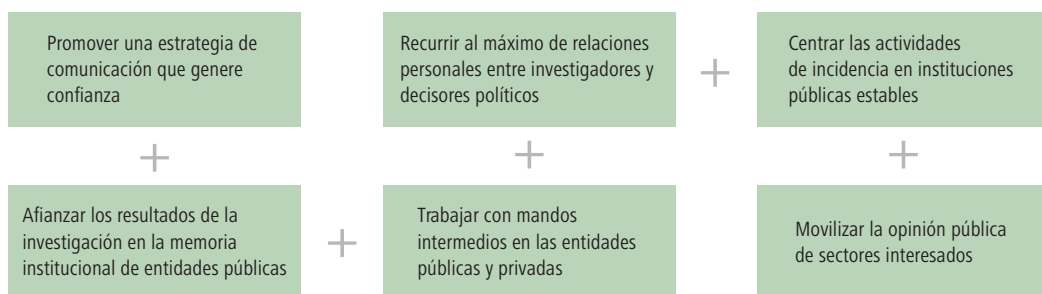 Promover una estrategia de
comunicación que genere
confianza
Recurrir al máximo de relaciones
personales entre investigadores y
decisores políticos
+
Centrar las actividades
de incidencia en instituciones
públicas estables
+
+
+
Afianzar los resultados de la
investigación en la memoria
institucional de entidades públicas
+
Trabajar con mandos
intermedios en las entidades
públicas y privadas
Movilizar la opinión pública
de sectores interesados